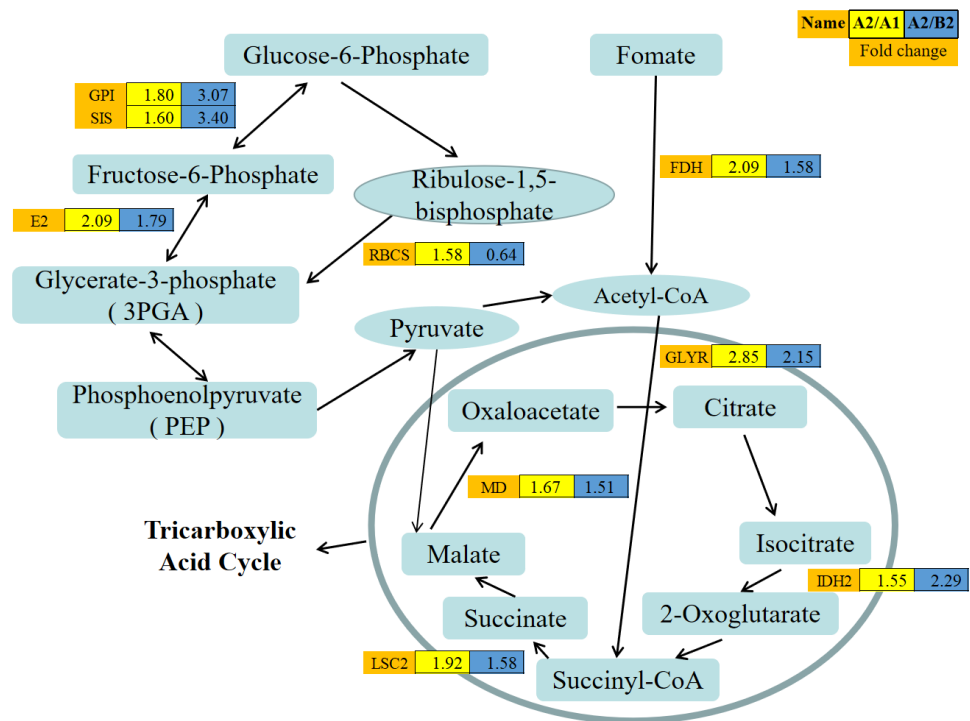 Name A2/A1 A2/B2
Fold change
Glucose-6-Phosphate
Fomate
GPI 1.80 3.07
SIS 1.60 3.40
Fructose-6-Phosphate
Ribulose-1,5-
bisphosphate
FDH 2.09 1.58
E2 2.09 1.79
RBCS 1.58 0.64
Glycerate-3-phosphate
( 3PGA )
Acetyl-CoA
Pyruvate
GLYR 2.85 2.15
Phosphoenolpyruvate
( PEP )
Oxaloacetate
Citrate
MD 1.67 1.51
Tricarboxylic
Acid Cycle
Malate
Isocitrate
IDH2 1.55 2.29
Succinate
2-Oxoglutarate
LSC2 1.92 1.58
Succinyl-CoA